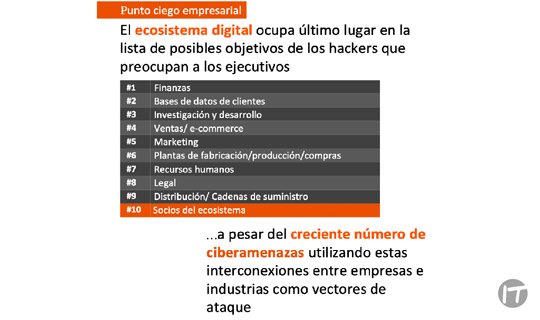 Punto ciego empresarial
El ecosistema digital ocupa último lugar en la
lista de posibles objetivos de los hackers que
preocupan a los ejecutivos
#1 Finanzas
#2 Bases de datos de clientes
#3 Investigación y desarrollo
#4 Ventas/ e-commerce
#5 Marketing
#6 Plantas de fabricación/producción/compras
#7 Recursos humanos
#8 Legal
#9 Distribución/ Cadenas de suministro
#10 Socios del ecosistema
...a pesar del creciente número de
ciberamenazas utilizando estas
interconexiones entre empresas e
industrias como vectores de
ataque
IT